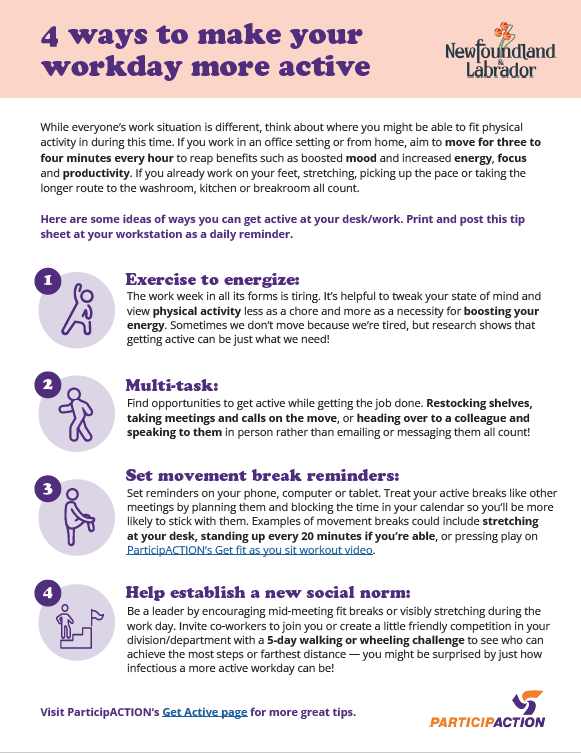 4 ways to make your
workday more active
Newfoundland
&
Labrador
While everyone's work situation is different, think about where you might be able to fit physical
activity in during this time. If you work in an office setting or from home, aim to move for three to
four minutes every hour to reap benefits such as boosted mood and increased energy, focus
and productivity. If you already work on your feet, stretching, picking up the pace or taking the
longer route to the washroom, kitchen or breakroom all count.
Here are some ideas of ways you can get active at your desk/work. Print and post this tip
sheet at your workstation as a daily reminder.
1
Exercise to energize:
The work week in all its forms is tiring. It's helpful to tweak your state of mind and
view physical activity less as a chore and more as a necessity for boosting your
energy. Sometimes we don't move because we're tired, but research shows that
getting active can be just what we need!
2
Multi-task:
Find opportunities to get active while getting the job done. Restocking shelves,
taking meetings and calls on the move, or heading over to a colleague and
speaking to them in person rather than emailing or messaging them all count!
3
Set movement break reminders:
Set reminders on your phone, computer or tablet. Treat your active breaks like other
meetings by planning them and blocking the time in your calendar so you'll be more
likely to stick with them. Examples of movement breaks could include stretching
at your desk, standing up every 20 minutes if you're able, or pressing play on
ParticipACTION's Get fit as you sit workout video.
4
Help establish a new social norm:
Be a leader by encouraging mid-meeting fit breaks or visibly stretching during the
work day. Invite co-workers to join you or create a little friendly competition in your
division/department with a 5-day walking or wheeling challenge to see who can
achieve the most steps or farthest distance — you might be surprised by just how
infectious a more active workday can be!
Visit ParticipACTION's Get Active page for more great tips.
PARTICIPACTION